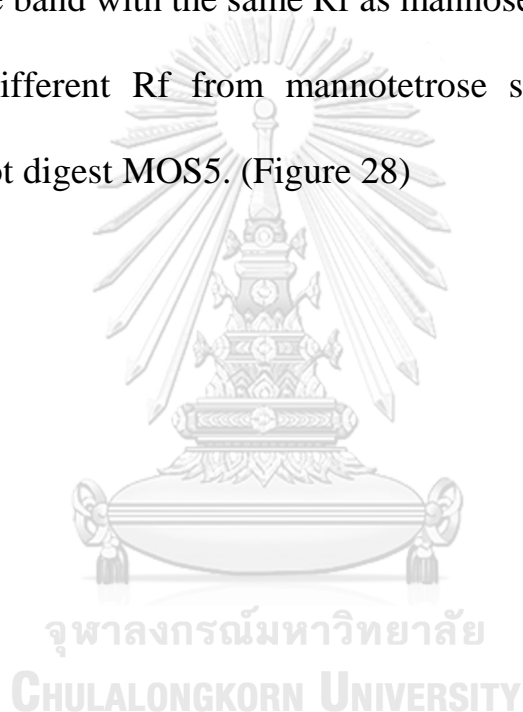 e band with the same Rf as mannose
ifferent Rf from mannotetrose s
ot digest MOS5. (Figure 28)
จุฬาลงกรณ์มหาวิทยาลัย
CHULALONGKORN UNIVERSITY